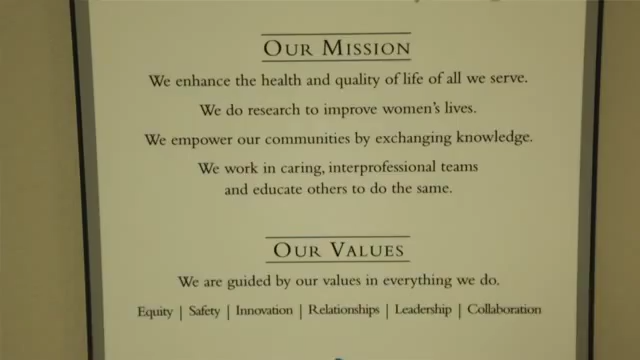 OUR MISSION
We enhance the health and quality of life of all we serve.
We do research to improve women's lives.
We empower our communities by exchanging knowledge.
We work in caring, interprofessional teams
and educate others to do the same.
OUR VALUES
We are guided by our values in everything we do.
Equity | Safety | Innovation | Relationships | Leadership | Collaboration